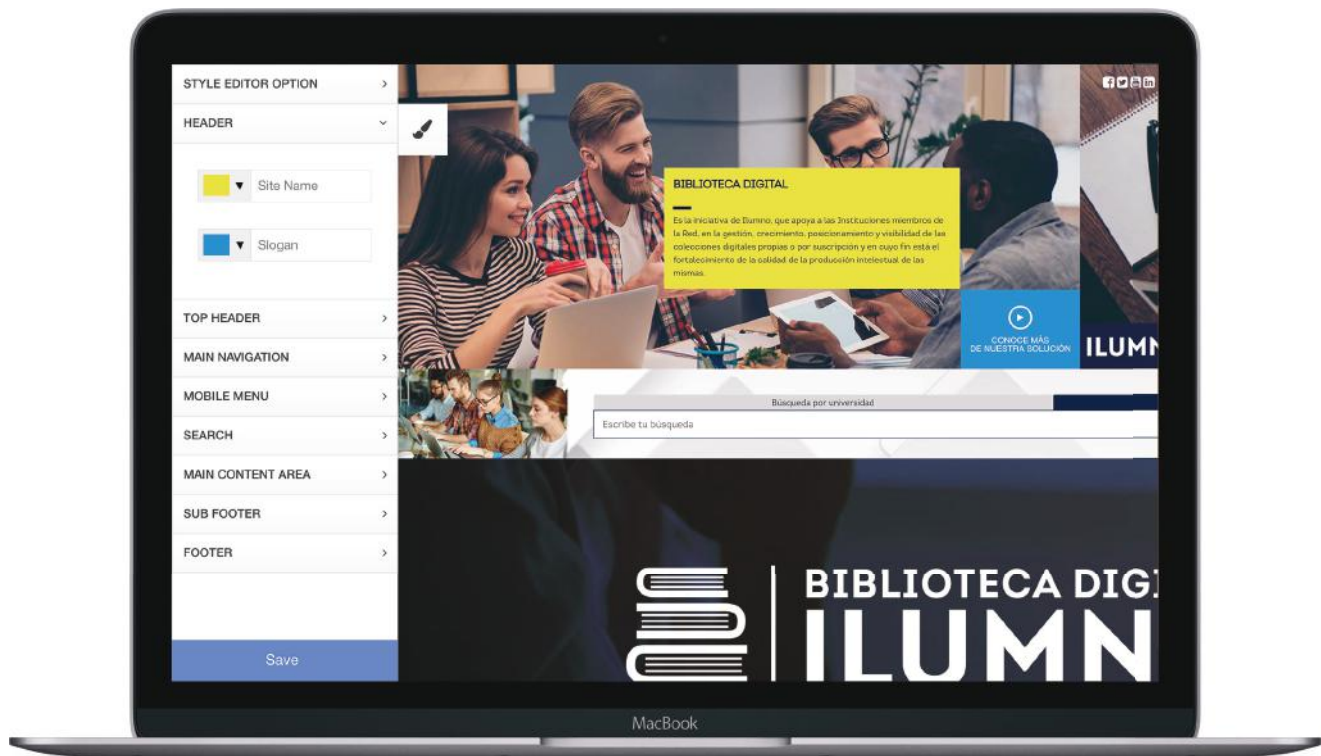 STYLE EDITOR OPTION
HEADER
Site Name
Slogan
TOP HEADER
MAIN NAVIGATION
MOBILE MENU
SEARCH
MAIN CONTENT AREA
SUB FOOTER
FOOTER
Save
BIBLIOTECA DIGITAL
Es la iniciativa de Ilumno, que apoya a las Instituciones miembros de
la Red, en la gestión, crecimiento, posicionamiento y visibilidad de las
colecciones digitales propias o por suscripción y en cuyo fin está el
fortalecimiento de la calidad de la producción intelectual de las
mismas.
CONOCE MÁS
DE NUESTRA SOLUCIÓN
ILUMN
Búsqueda por universidad
Escribe tu búsqueda
BIBLIOTECA DIG
ILUMN
MacBook